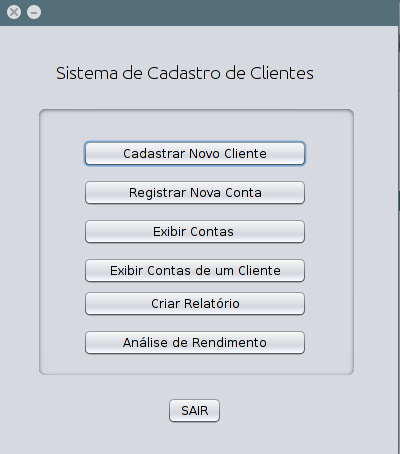 Sistema de Cadastro de Clientes
Cadastrar Novo Cliente
Registrar Nova Conta
Exibir Contas
Exibir Contas de um Cliente
Criar Relatório
Análise de Rendimento
SAIR